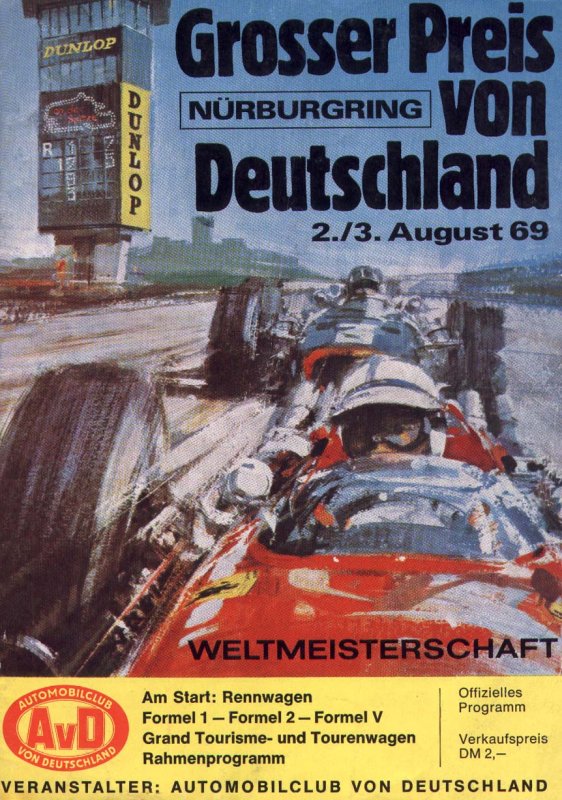 DUNLOP
DUNLOP
Grosser Preis
NÜRBURGRING von
Deutschland
2./3. August 69
WELTMEISTERSCHAFT
AUTOMOBILCLUB
AvD
VON DEUTSCHLAND
Am Start: Rennwagen
Formel 1 – Formel 2 – Formel V
Grand Tourisme- und Tourenwagen
Rahmenprogramm
Offizielles
Programm
Verkaufspreis
DM 2,–
VERANSTALTER: AUTOMOBILCLUB VON DEUTSCHLAND